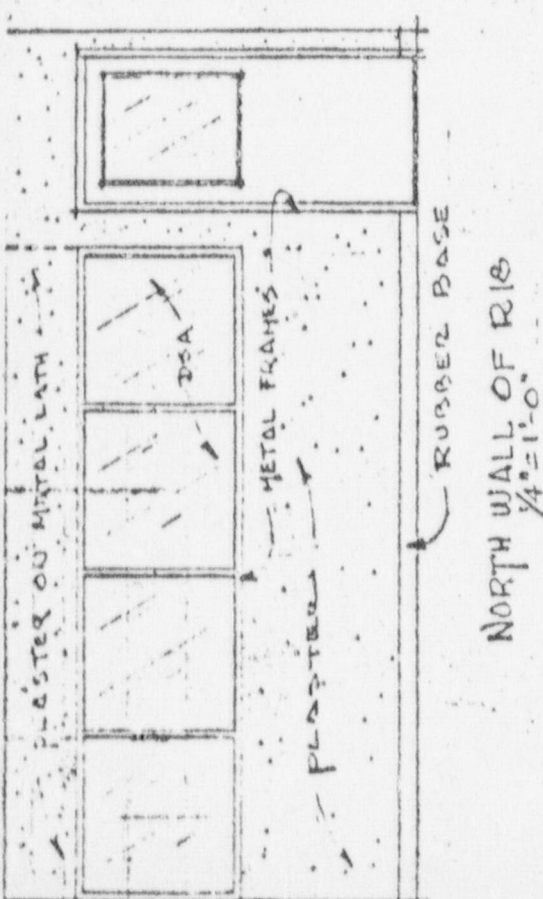 PLASTER ON METAL LATH
DSA
METAL FRAMES
PLASTER
RUBBER BASE
NORTH WALL OF R18
1/4"=1'-0"